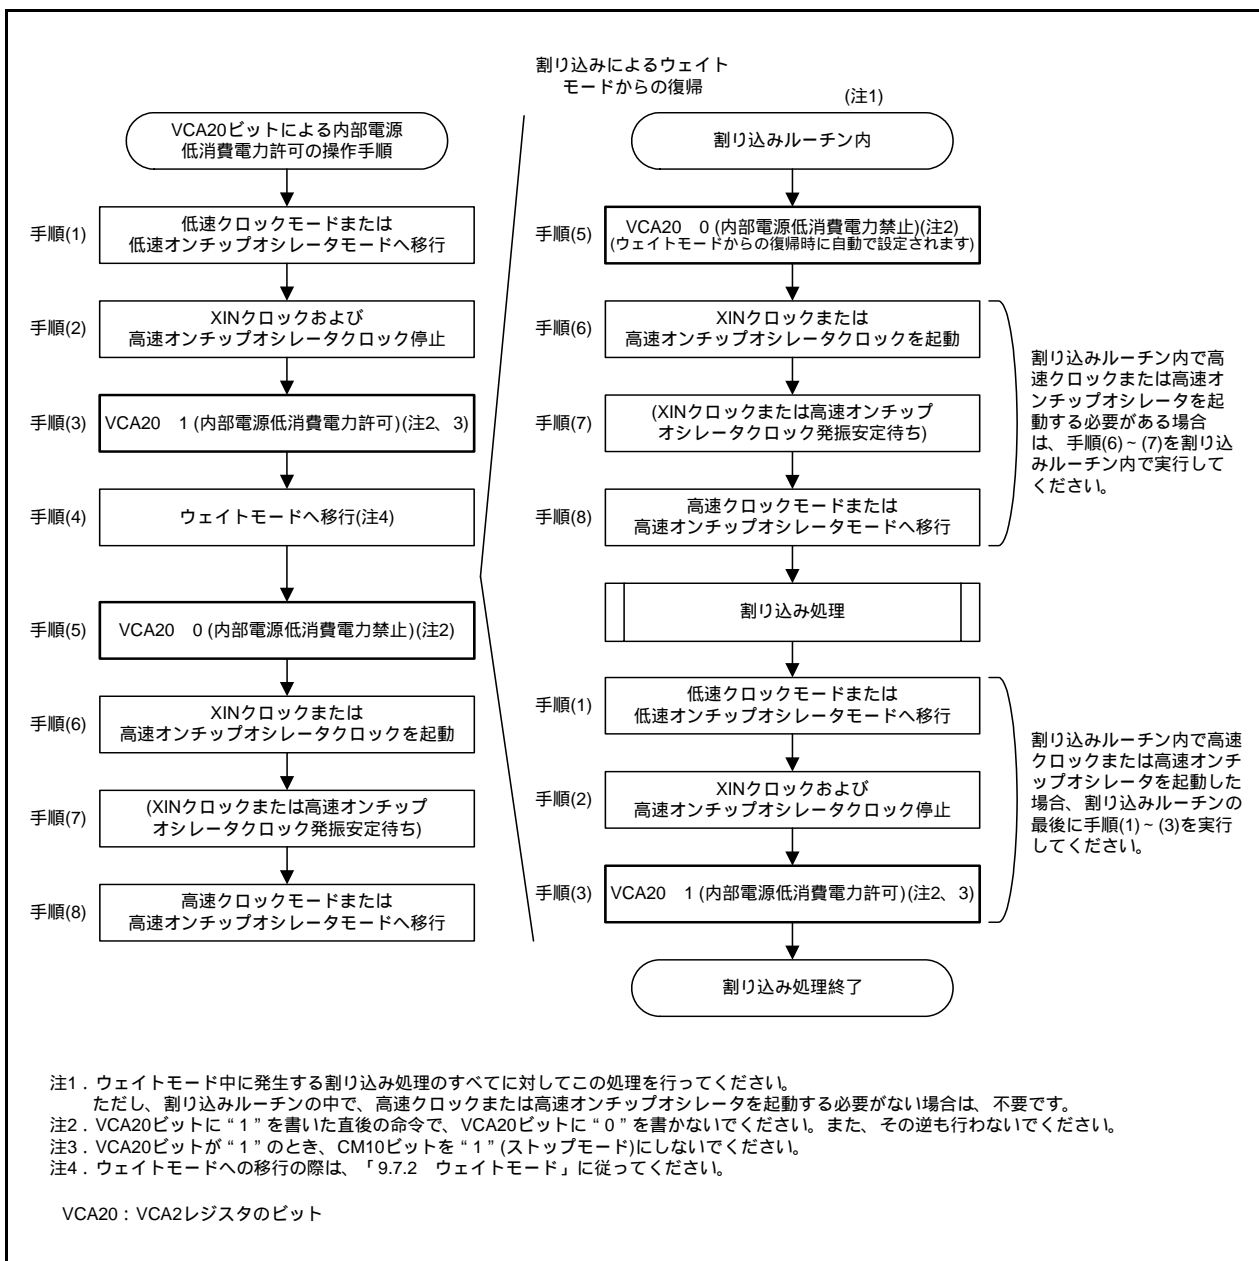 VCA20ビットによる内部電源
低消費電力許可の操作手順
手順(1)
低速クロックモードまたは
低速オンチップオシレータモードへ移行
手順(2)
XINクロックおよび
高速オンチップオシレータクロック停止
手順(3)
VCA20　1 (内部電源低消費電力許可)(注2、3)
手順(4)
ウェイトモードへ移行(注4)
手順(5)
VCA20　0 (内部電源低消費電力禁止)(注2)
手順(6)
XINクロックまたは
高速オンチップオシレータクロックを起動
手順(7)
(XINクロックまたは高速オンチップ
オシレータクロック発振安定待ち)
手順(8)
高速クロックモードまたは
高速オンチップオシレータモードへ移行
割り込みによるウェイト
モードからの復帰
(注1)
割り込みルーチン内
手順(5)
VCA20　0 (内部電源低消費電力禁止)(注2)
(ウェイトモードからの復帰時に自動で設定されます)
手順(6)
XINクロックまたは
高速オンチップオシレータクロックを起動
手順(7)
(XINクロックまたは高速オンチップ
オシレータクロック発振安定待ち)
手順(8)
高速クロックモードまたは
高速オンチップオシレータモードへ移行
割り込みルーチン内で高
速クロックまたは高速オ
ンチップオシレータを起
動する必要がある場合
は、手順(6)~(7)を割り込
みルーチン内で実行して
ください。
割り込み処理
手順(1)
低速クロックモードまたは
低速オンチップオシレータモードへ移行
手順(2)
XINクロックおよび
高速オンチップオシレータクロック停止
手順(3)
VCA20　1 (内部電源低消費電力許可)(注2、3)
割り込みルーチン内で高速
クロックまたは高速オンチ
ップオシレータを起動した
場合、割り込みルーチンの
最後に手順(1)~(3)を実行
してください。
割り込み処理終了
注1．ウェイトモード中に発生する割り込み処理のすべてに対してこの処理を行ってください。
ただし、割り込みルーチンの中で、高速クロックまたは高速オンチップオシレータを起動する必要がない場合は、不要です。
注2．VCA20ビットに“1”を書いた直後の命令で、VCA20ビットに“0”を書かないでください。また、その逆も行わないでください。
注3．VCA20ビットが“1”のとき、CM10ビットを“1”(ストップモード)にしないでください。
注4．ウェイトモードへの移行の際は、「9.7.2　ウェイトモード」に従ってください。
VCA20：VCA2レジスタのビット